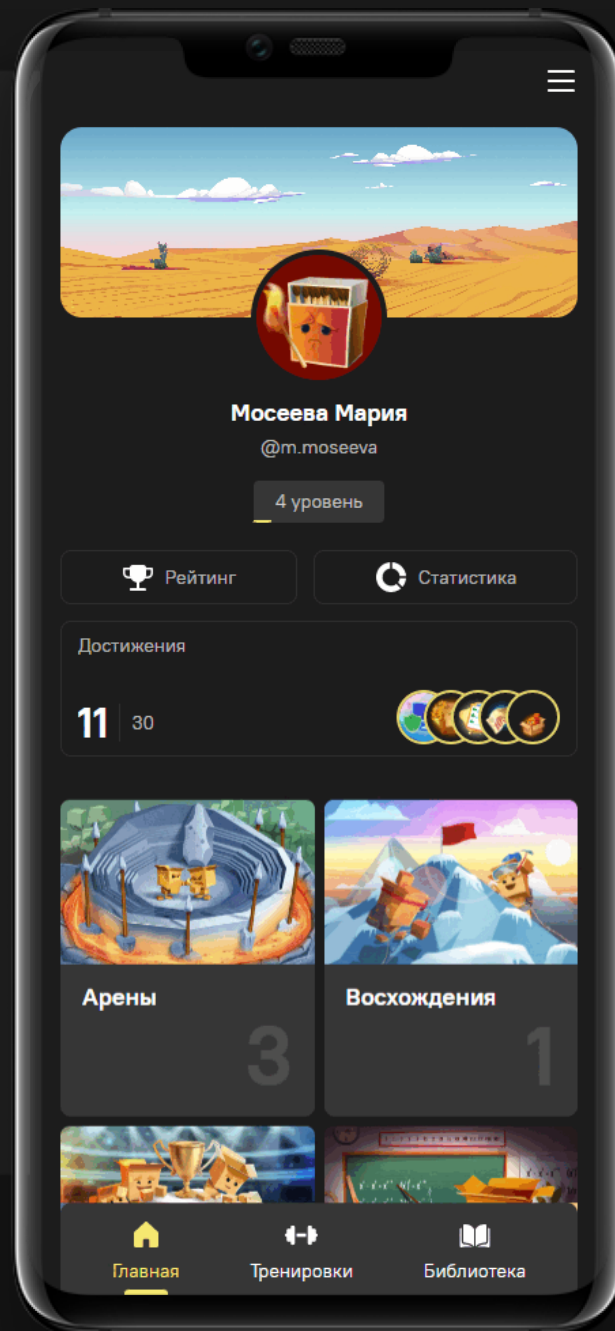 Мосеева Мария
@m.moseeva
4 уровень
Рейтинг
Статистика
Достижения
11
30
Арены
Восхождения
3
1
Главная
Тренировки
Библиотека